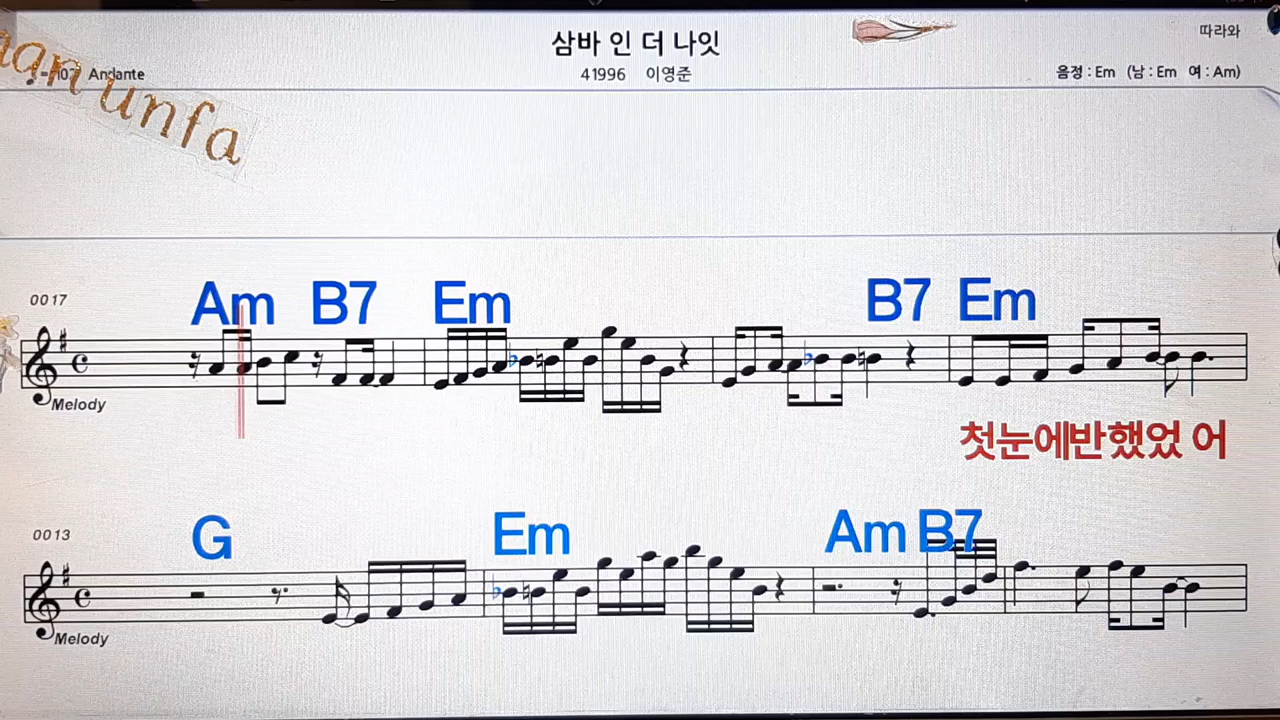 삼바 인 더 나잇
따라와
Andante
41996 이영준
음정 : Em (남 : Em 여 : Am)
unfa
0017
Am B7 Em B7 Em
Melody
첫눈에반했었 어
0013
G Em Am B7
Melody